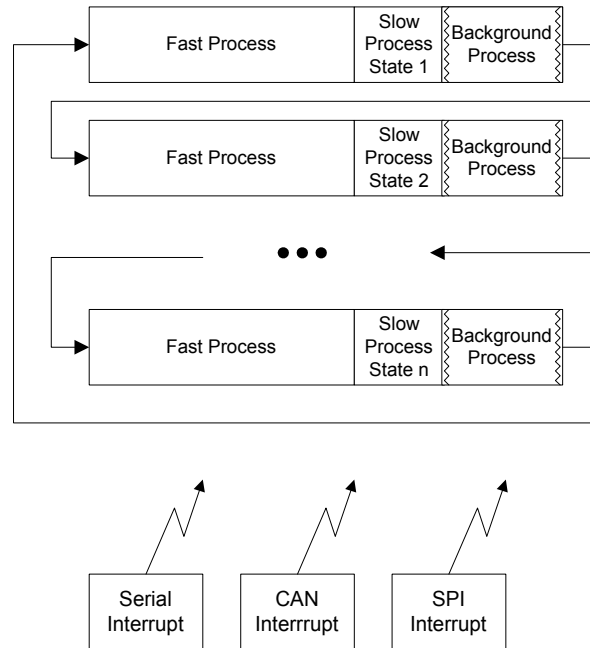 Fast Process
Slow
Process
State 1
Background
Process
Fast Process
Slow
Process
State 2
Background
Process
Fast Process
Slow
Process
State n
Background
Process
Serial
Interrupt
CAN
Interrrupt
SPI
Interrupt